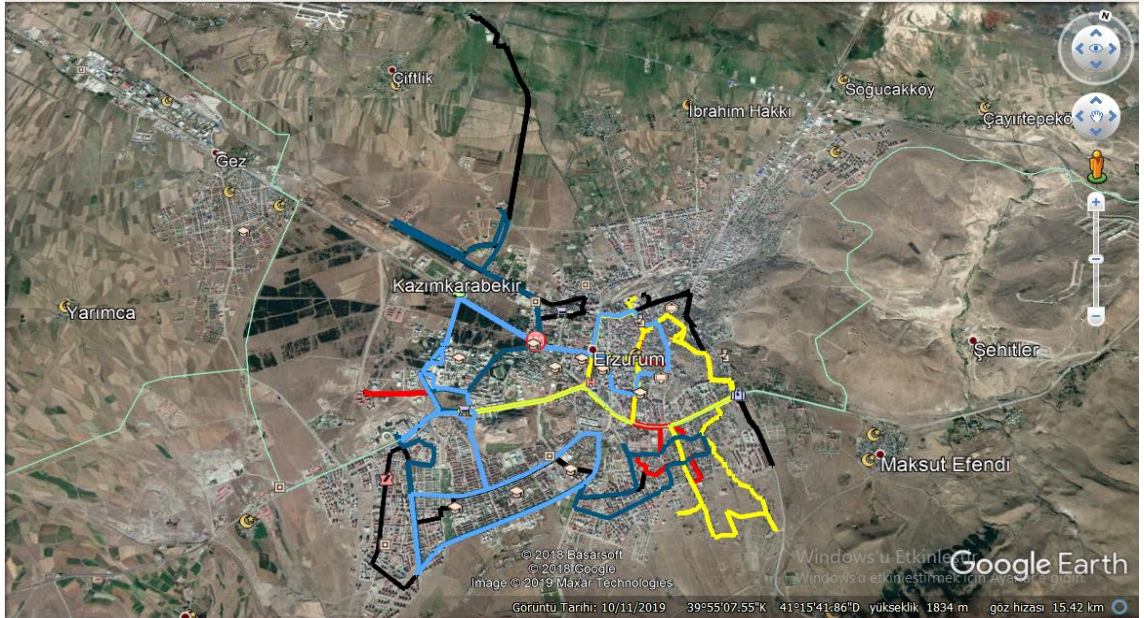 N
Çiftlik
Soğucakköy
İbrahim Hakkı
Çayırtepekö
Gez
Kazımkarabekir
Yarımca
Erzurum
Şehitler
Maksut Efendi
© 2018 Basarsoft
© 2018 Google
Image © 2019 Maxar Technologies
Windows'u Etkinleştir
Windows'u etkinleştirmek için Ayarlar'a gidin.
Google Earth
Görüntü Tarihi: 10/11/2019 39°55'07.55"K 41°15'41.86"D yükseklik 1834 m göz hizası 15.42 km